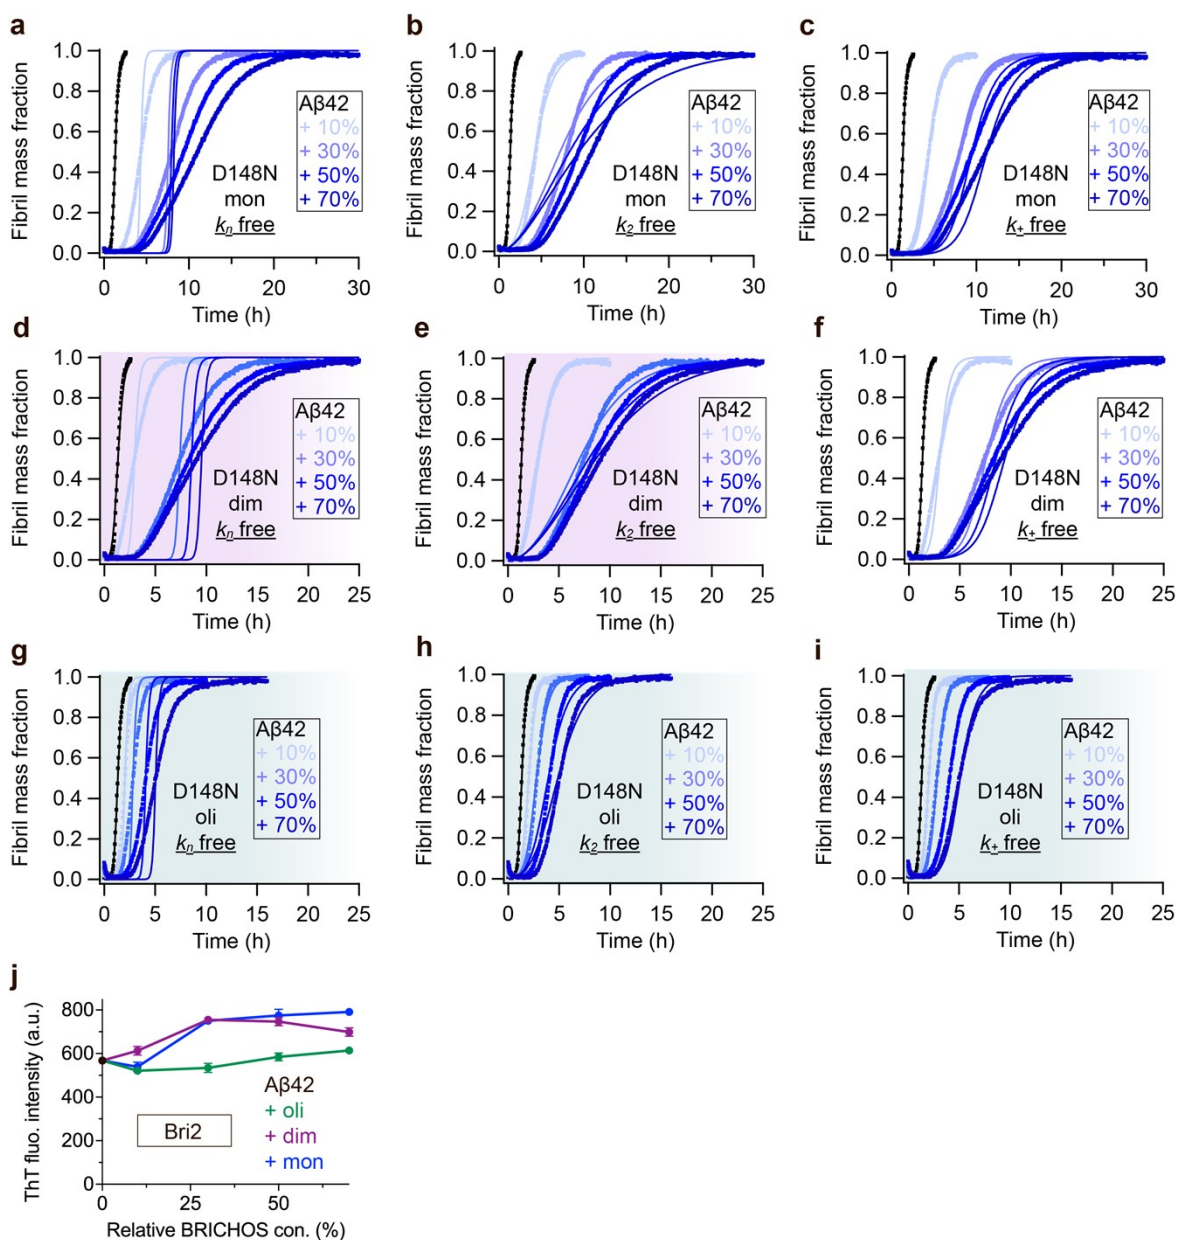 a
Fibril mass fraction
1.0
0.8
0.6
0.4
0.2
0.0
Aβ42
+ 10%
+ 30%
+ 50%
+ 70%
D148N
mon
kn free
0 10 20 30
Time (h)
b
Fibril mass fraction
1.0
0.8
0.6
0.4
0.2
0.0
Aβ42
+ 10%
+ 30%
+ 50%
+ 70%
D148N
mon
k2 free
0 10 20 30
Time (h)
c
Fibril mass fraction
1.0
0.8
0.6
0.4
0.2
0.0
Aβ42
+ 10%
+ 30%
+ 50%
+ 70%
D148N
mon
k+ free
0 10 20 30
Time (h)
d
Fibril mass fraction
1.0
0.8
0.6
0.4
0.2
0.0
Aβ42
+ 10%
+ 30%
+ 50%
+ 70%
D148N
dim
kn free
0 5 10 15 20 25
Time (h)
e
Fibril mass fraction
1.0
0.8
0.6
0.4
0.2
0.0
Aβ42
+ 10%
+ 30%
+ 50%
+ 70%
D148N
dim
k2 free
0 5 10 15 20 25
Time (h)
f
Fibril mass fraction
1.0
0.8
0.6
0.4
0.2
0.0
Aβ42
+ 10%
+ 30%
+ 50%
+ 70%
D148N
dim
k+ free
0 5 10 15 20 25
Time (h)
g
Fibril mass fraction
1.0
0.8
0.6
0.4
0.2
0.0
Aβ42
+ 10%
+ 30%
+ 50%
+ 70%
D148N
oli
kn free
0 5 10 15 20 25
Time (h)
h
Fibril mass fraction
1.0
0.8
0.6
0.4
0.2
0.0
Aβ42
+ 10%
+ 30%
+ 50%
+ 70%
D148N
oli
k2 free
0 5 10 15 20 25
Time (h)
i
Fibril mass fraction
1.0
0.8
0.6
0.4
0.2
0.0
Aβ42
+ 10%
+ 30%
+ 50%
+ 70%
D148N
oli
k+ free
0 5 10 15 20 25
Time (h)
j
ThT fluo. intensity (a.u.)
800
600
400
200
0
Aβ42
+ oli
+ dim
+ mon
Bri2
0 25 50
Relative BRICHOS con. (%)